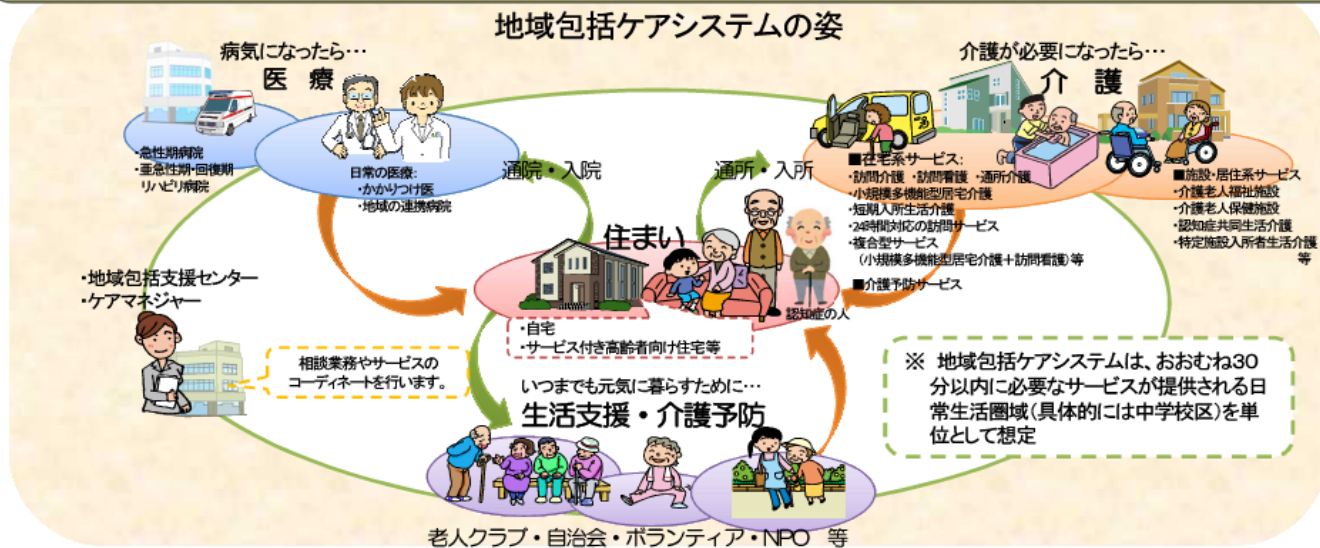 地域包括ケアシステムの姿
病気になったら…
医 療
・急性期病院
・亜急性期・回復期
リハビリ病院
日常の医療:
・かかりつけ医
・地域の連携病院
通院・入院
通所・入所
介護が必要になったら…
介 護
■在宅系サービス:
・訪問介護 ・訪問看護 ・通所介護
・小規模多機能型居宅介護
・短期入所生活介護
・24時間対応の訪問サービス
・複合型サービス
(小規模多機能型居宅介護+訪問看護)等
■介護予防サービス
■施設・居住系サービス
・介護老人福祉施設
・介護老人保健施設
・認知症共同生活介護
・特定施設入所者生活介護
等
住まい
認知症の人
・自宅
・サービス付き高齢者向け住宅等
・地域包括支援センター
・ケアマネジャー
相談業務やサービスの
コーディネートを行います。
いつまでも元気に暮らすために…
生活支援・介護予防
老人クラブ・自治会・ボランティア・NPO 等
※ 地域包括ケアシステムは、おおむね30
分以内に必要なサービスが提供される日
常生活圏域(具体的には中学校区)を単
位として想定